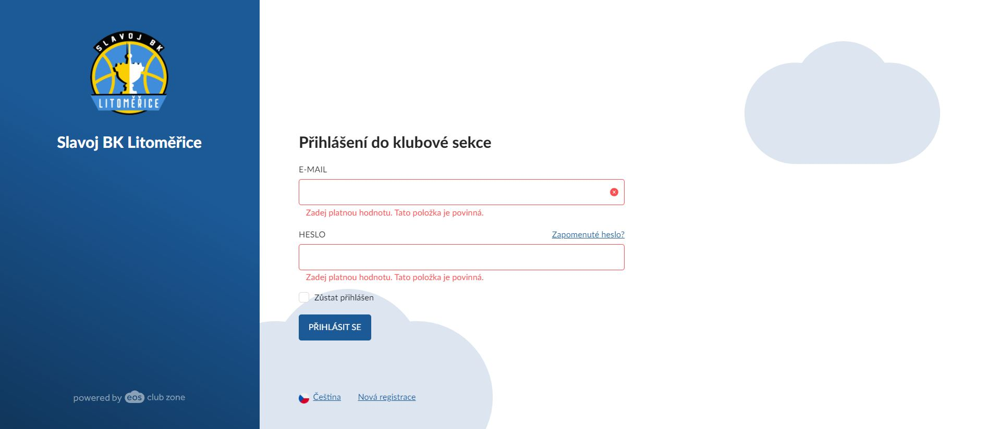 SLAVOJ BK
LITOMĚŘICE
Slavoj BK Litoměřice
Přihlášení do klubové sekce
E-MAIL
Zadej platnou hodnotu. Tato položka je povinná.
HESLO
Zapomenuté heslo?
Zadej platnou hodnotu. Tato položka je povinná.
Zůstat přihlášen
PŘIHLÁSIT SE
powered by eos club zone
Čeština
Nová registrace